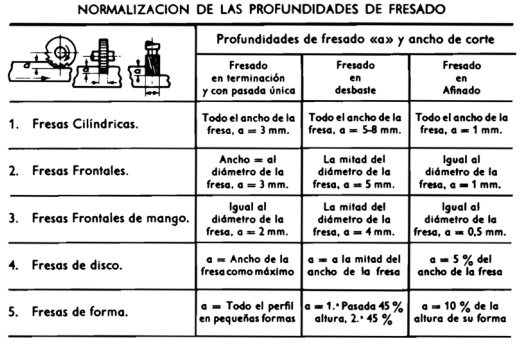 NORMALIZACION DE LAS PROFUNDIDADES DE FRESADO
a
a
a
Profundidades de fresado «a» y ancho de corte
Fresado
en terminación
y con pasada única
Fresado
en
desbaste
Fresado
en
Afinado
1. Fresas Cilíndricas.
Todo el ancho de la
fresa, a = 3 mm.
Todo el ancho de la
fresa, a = 5-8 mm.
Todo el ancho de la
fresa, a = 1 mm.
2. Fresas Frontales.
Ancho = al
diámetro de la
fresa, a = 3 mm.
La mitad del
diámetro de la
fresa, a = 5 mm.
Igual al
diámetro de la
fresa, a = 1 mm.
3. Fresas Frontales de mango.
Igual al
diámetro de la
fresa, a = 2 mm.
La mitad del
diámetro de la
fresa, a = 4 mm.
Igual al
diámetro de la
fresa, a = 0,5 mm.
4. Fresas de disco.
a = Ancho de la
fresa como máximo
a = a la mitad del
ancho de la fresa
a = 5 % del
ancho de la fresa
5. Fresas de forma.
a = Todo el perfil
en pequeñas formas
a = 1.ª Pasada 45 %
altura, 2.ª 45 %
a = 10 % de la
altura de su forma